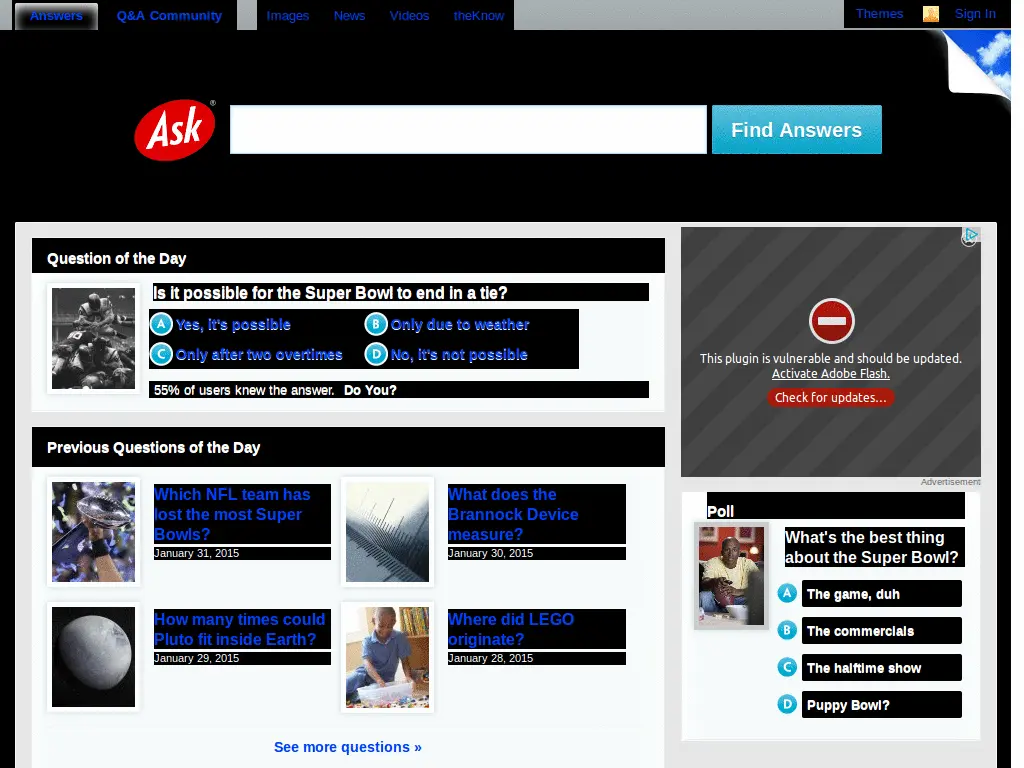 Answers
Q&A Community
Images
News
Videos
theKnow
Themes
Sign In
Ask®
Find Answers
Question of the Day
Is it possible for the Super Bowl to end in a tie?
A Yes, it's possible
B Only due to weather
C Only after two overtimes
D No, it's not possible
55% of users knew the answer. Do You?
Previous Questions of the Day
Which NFL team has
lost the most Super
Bowls?
January 31, 2015
What does the
Brannock Device
measure?
January 30, 2015
How many times could
Pluto fit inside Earth?
January 29, 2015
Where did LEGO
originate?
January 28, 2015
See more questions »
This plugin is vulnerable and should be updated.
Activate Adobe Flash.
Check for updates...
Advertisement
Poll
What's the best thing
about the Super Bowl?
A The game, duh
B The commercials
C The halftime show
D Puppy Bowl?